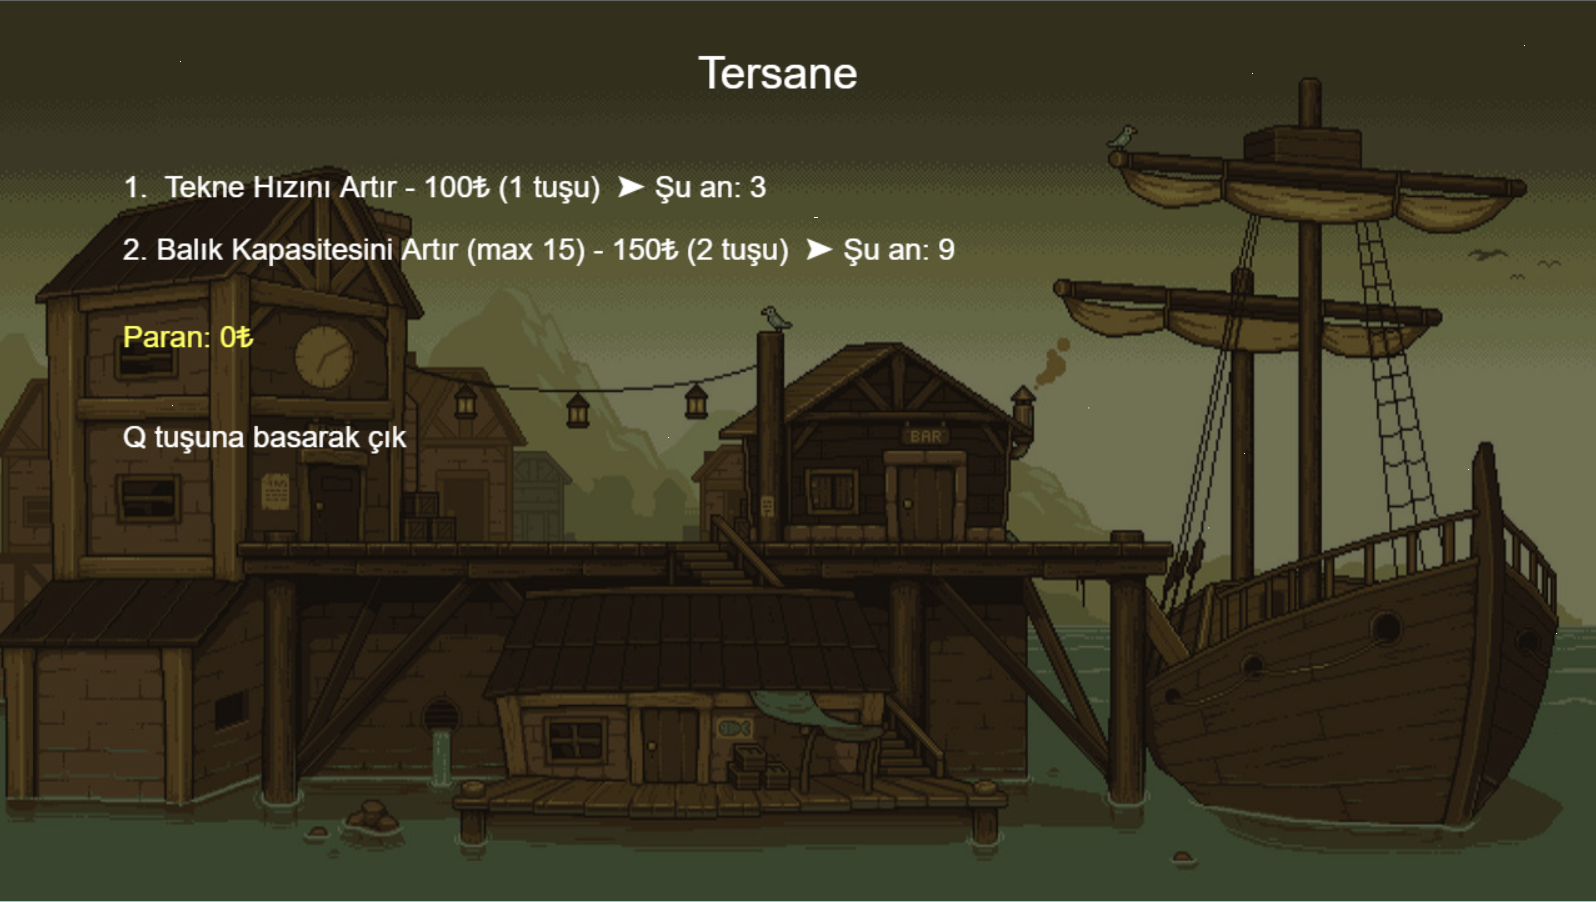 Tersane
1. Tekne Hızını Artır - 100₺ (1 tuşu) ➤ Şu an: 3
2. Balık Kapasitesini Artır (max 15) - 150₺ (2 tuşu) ➤ Şu an: 9
Paran: 0₺
Q tuşuna basarak çık
BAR